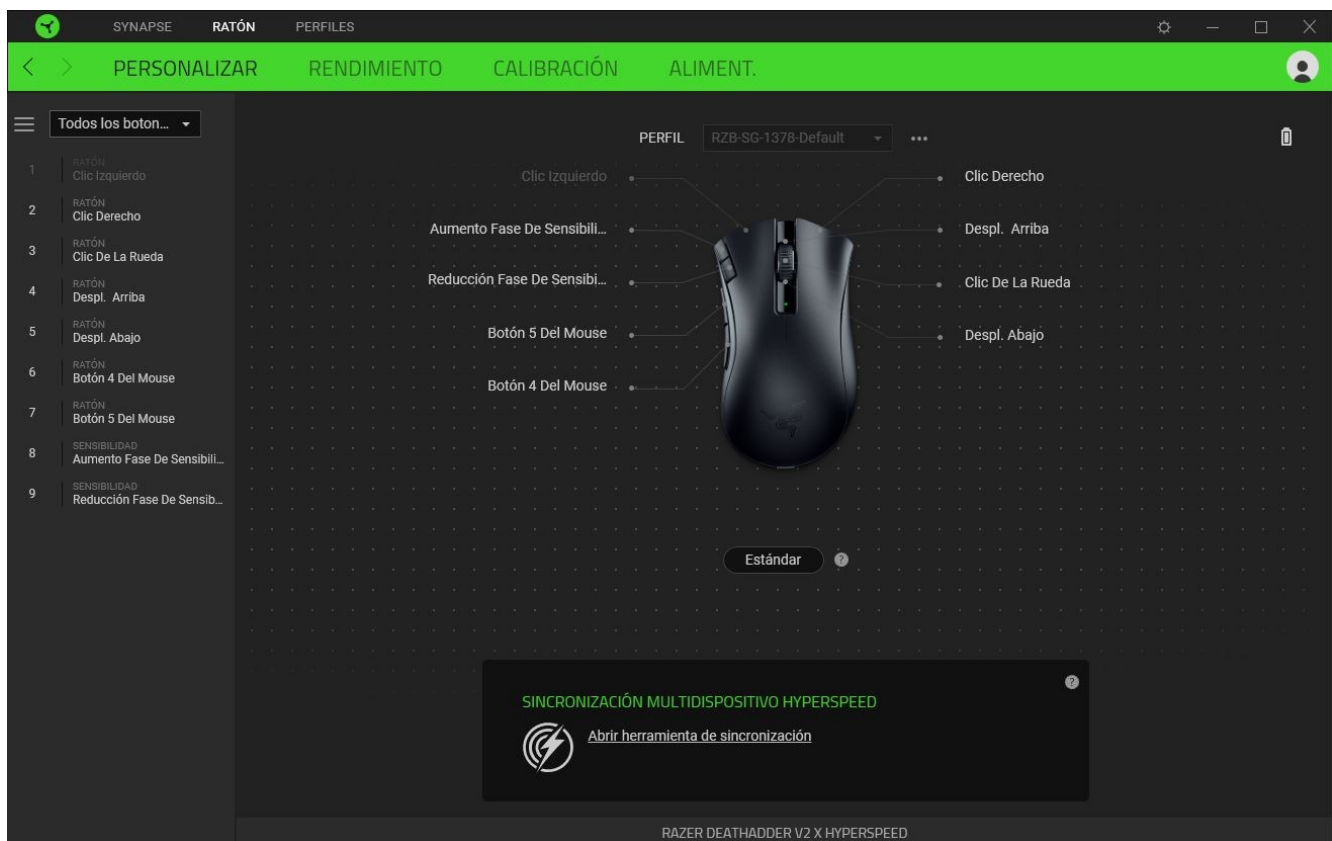 SYNAPSE RATÓN PERFILES
PERSONALIZAR RENDIMIENTO CALIBRACIÓN ALIMENT.
Todos los boton...
1 RATÓN
Clic Izquierdo
2 RATÓN
Clic Derecho
3 RATÓN
Clic De La Rueda
4 RATÓN
Despl. Arriba
5 RATÓN
Despl. Abajo
6 RATÓN
Botón 4 Del Mouse
7 RATÓN
Botón 5 Del Mouse
8 SENSIBILIDAD
Aumento Fase De Sensibili...
9 SENSIBILIDAD
Reducción Fase De Sensib...
PERFIL RZB-SG-1378-Default
Clic Izquierdo
Aumento Fase De Sensibili...
Reducción Fase De Sensibi...
Botón 5 Del Mouse
Botón 4 Del Mouse
Clic Derecho
Despl. Arriba
Clic De La Rueda
Despl. Abajo
Estándar ?
SINCRONIZACIÓN MULTIDISPOSITIVO HYPERSPEED ?
Abrir herramienta de sincronización
RAZER DEATHADDER V2 X HYPERSPEED